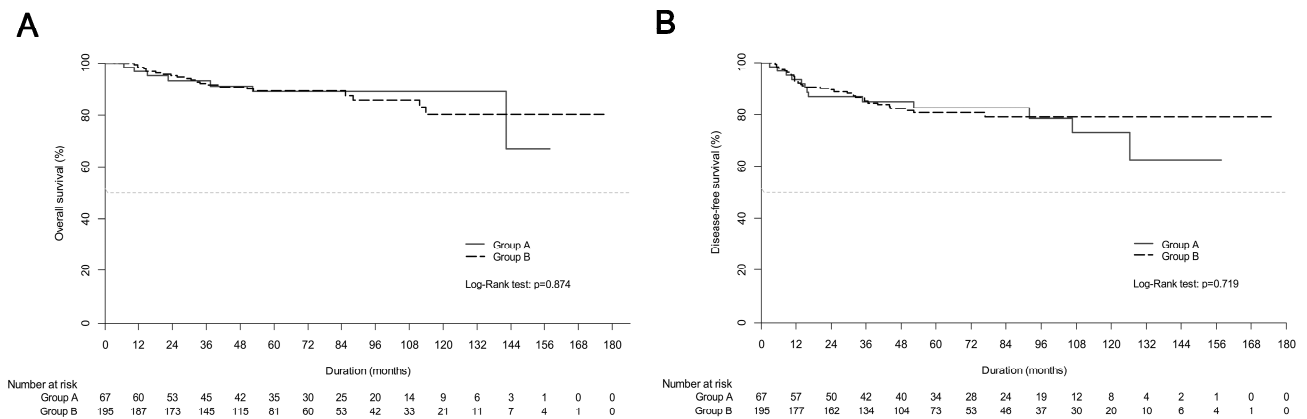 A
Overall survival (%)
100
80
60
40
20
0
Group A
Group B
Log-Rank test: p=0.874
0 12 24 36 48 60 72 84 96 108 120 132 144 156 168 180
Duration (months)
Number at risk
Group A 67 60 53 45 42 35 30 25 20 14 9 6 3 1 0 0
Group B 195 187 173 145 115 81 60 53 42 33 21 11 7 4 1 0
B
Disease-free survival (%)
100
80
60
40
20
0
Group A
Group B
Log-Rank test: p=0.719
0 12 24 36 48 60 72 84 96 108 120 132 144 156 168 180
Duration (months)
Number at risk
Group A 67 57 50 42 40 34 28 24 19 12 8 4 2 1 0 0
Group B 195 177 162 134 104 73 53 46 37 30 20 10 6 1 1 0